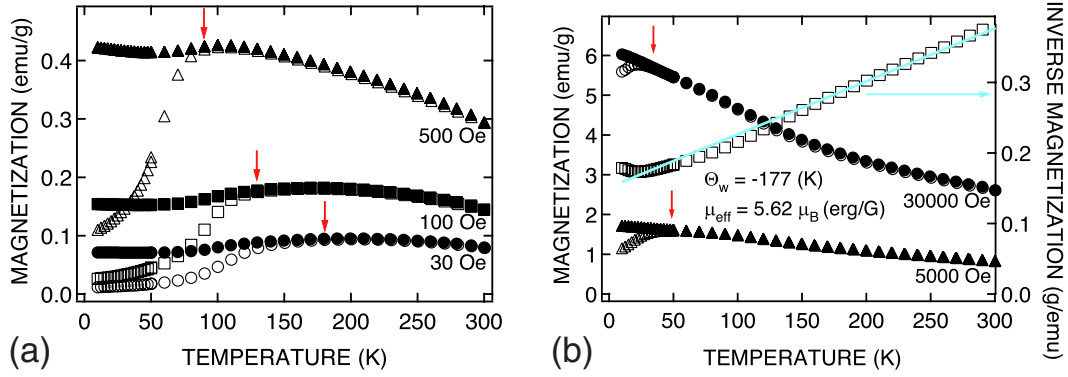 MAGNETIZATION (emu/g)
0.4
0.3
0.2
0.1
0.0
500 Oe
100 Oe
30 Oe
0 50 100 150 200 250 300
TEMPERATURE (K)
(a)
MAGNETIZATION (emu/g)
6
5
4
3
2
1
0
Θw = -177 (K)
μeff = 5.62 μB (erg/G)
30000 Oe
5000 Oe
0 50 100 150 200 250 300
TEMPERATURE (K)
0.3
0.2
0.1
0.0
INVERSE MAGNETIZATION (g/emu)
(b)